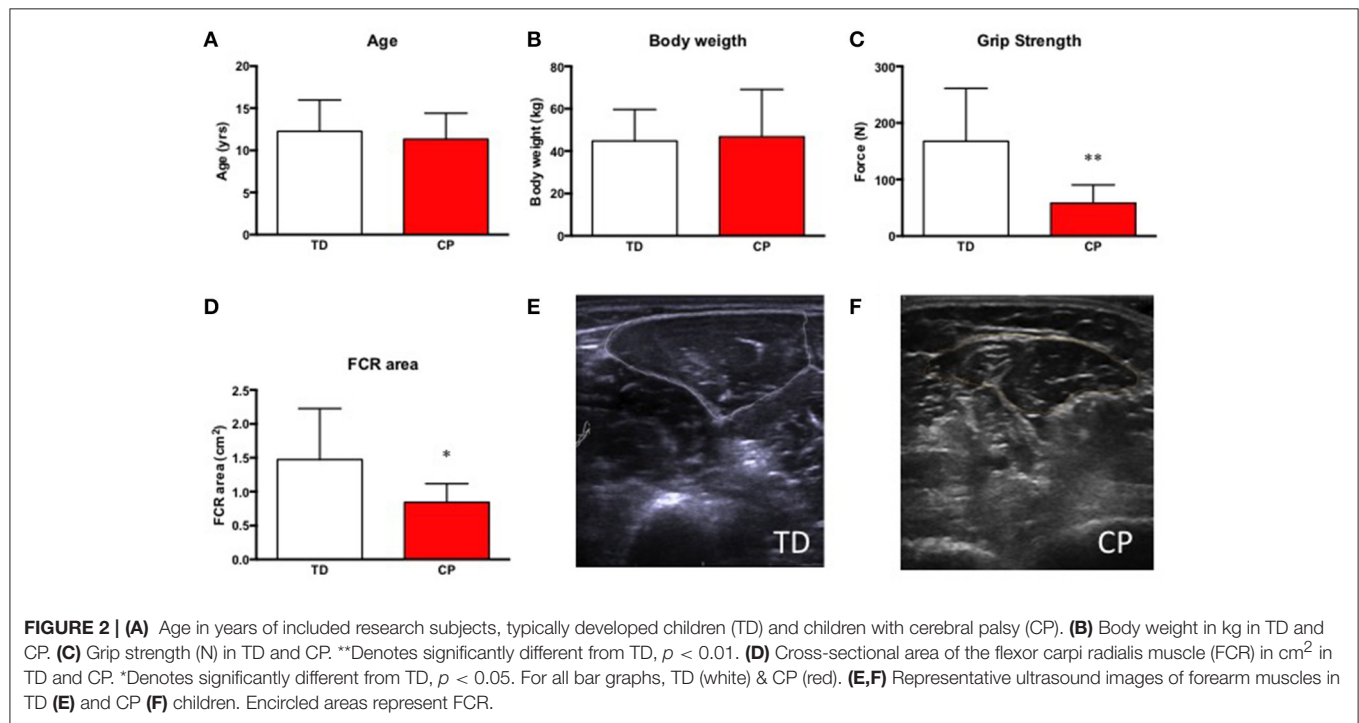 A
Age
Age (yrs)
20
15
10
5
0
TD
CP
B
Body weigth
Body weight (kg)
80
60
40
20
0
TD
CP
C
Grip Strength
Force (N)
300
200
100
0
**
TD
CP
D
FCR area
FCR area (cm²)
2.5
2.0
1.5
1.0
0.5
0.0
*
TD
CP
E
TD
F
CP
FIGURE 2 | (A) Age in years of included research subjects, typically developed children (TD) and children with cerebral palsy (CP). (B) Body weight in kg in TD and
CP. (C) Grip strength (N) in TD and CP. **Denotes significantly different from TD, p < 0.01. (D) Cross-sectional area of the flexor carpi radialis muscle (FCR) in cm² in
TD and CP. *Denotes significantly different from TD, p < 0.05. For all bar graphs, TD (white) & CP (red). (E,F) Representative ultrasound images of forearm muscles in
TD (E) and CP (F) children. Encircled areas represent FCR.